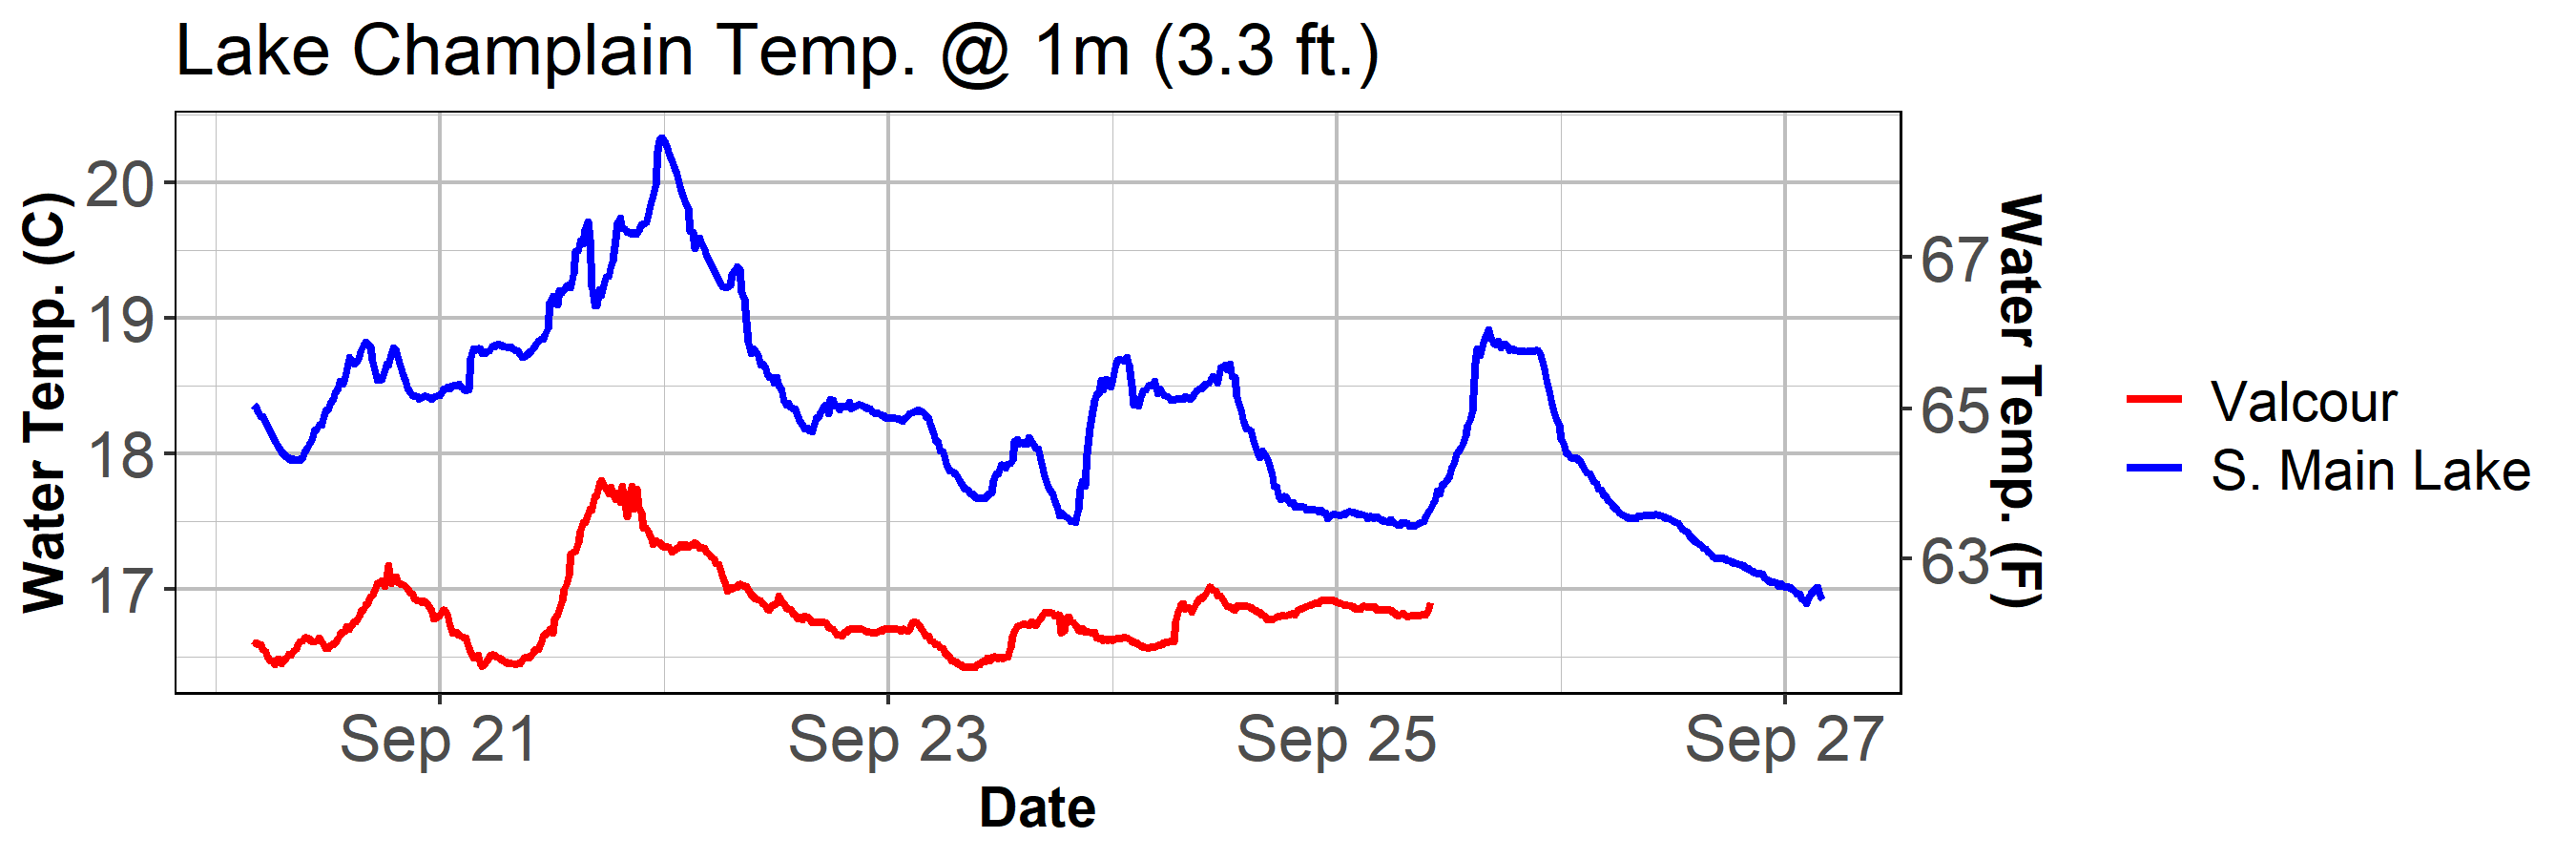 Lake Champlain Temp. @ 1m (3.3 ft.)
Water Temp. (C)
20
19
18
17
67
65
63
Water Temp. (F)
Sep 21
Sep 23
Sep 25
Sep 27
Date
Valcour
S. Main Lake